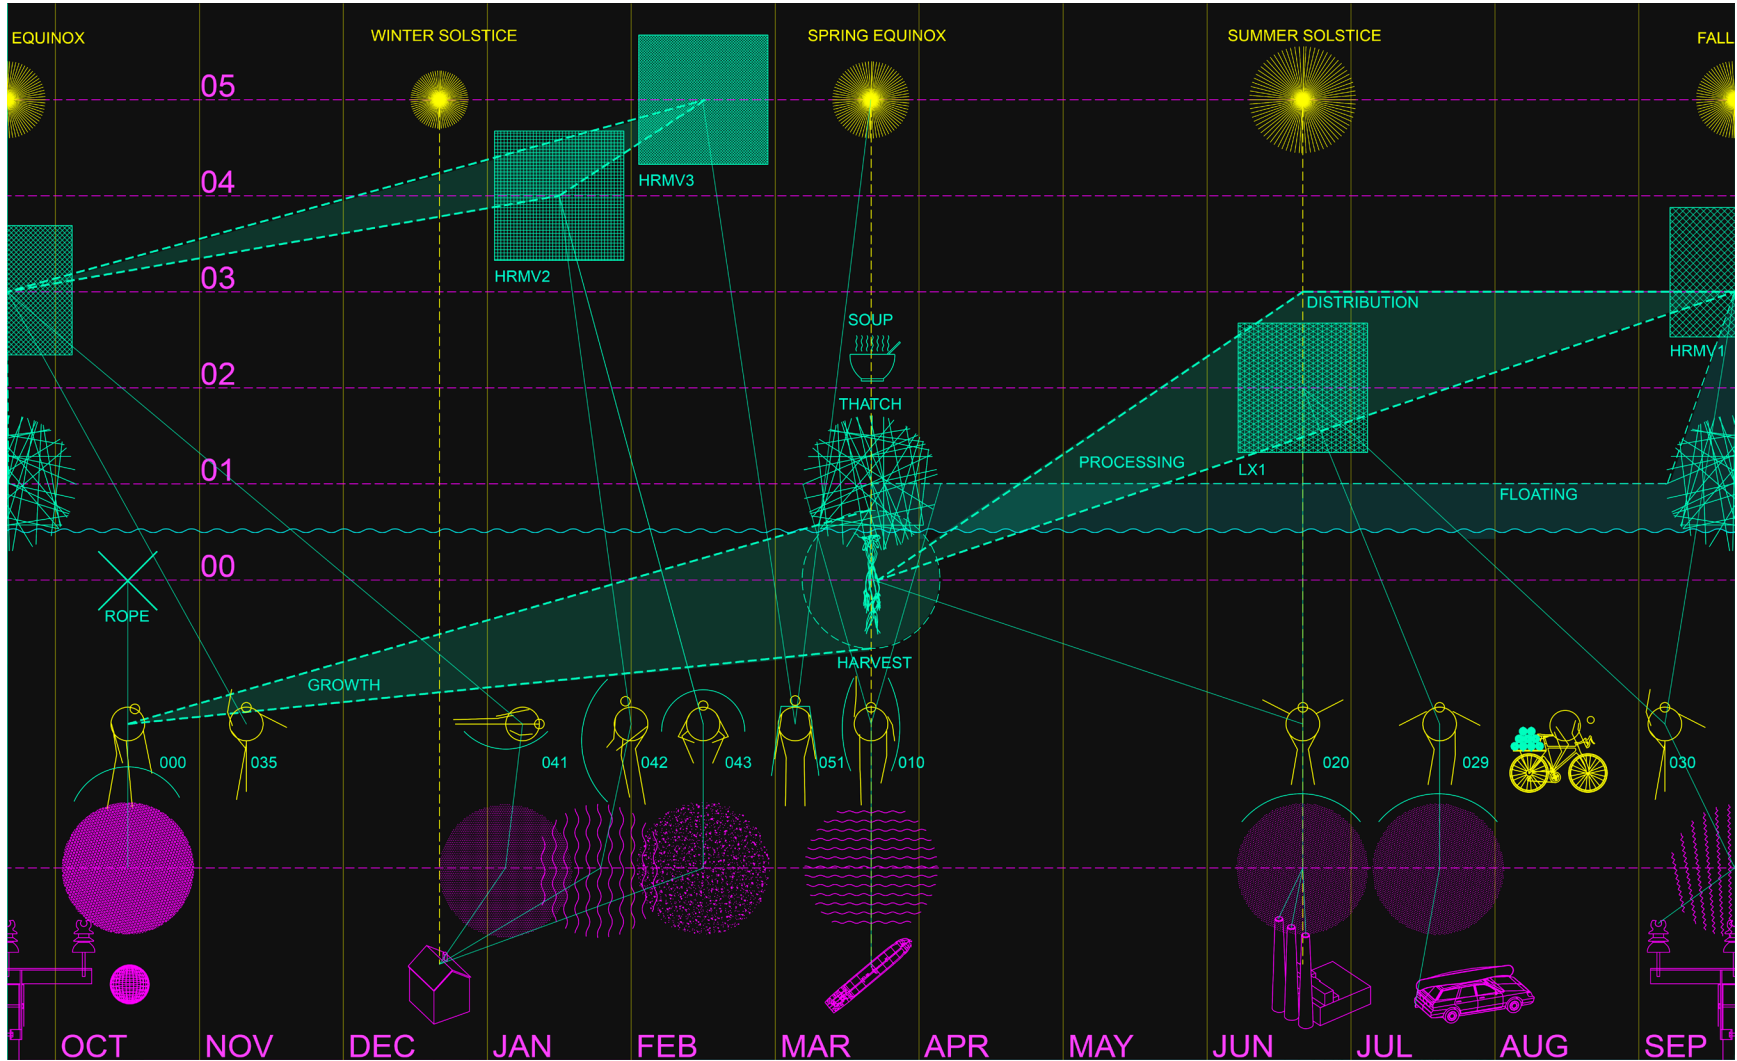 EQUINOX
WINTER SOLSTICE
SPRING EQUINOX
SUMMER SOLSTICE
FALL
05
04
HRMV3
03
HRMV2
DISTRIBUTION
SOUP
HRMV1
02
THATCH
PROCESSING
LX1
01
FLOATING
00
ROPE
HARVEST
GROWTH
000
035
041
042
043
051
010
020
029
030
OCT
NOV
DEC
JAN
FEB
MAR
APR
MAY
JUN
JUL
AUG
SEP